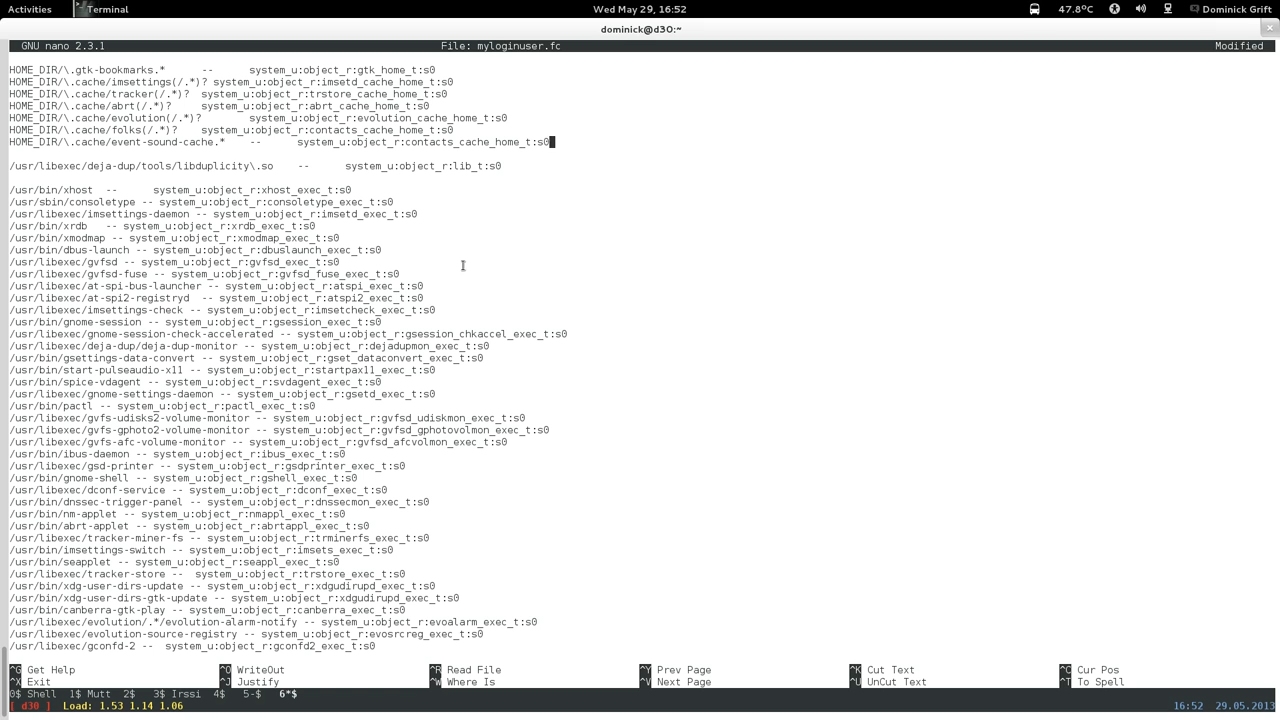 Activities Terminal Wed May 29, 16:52 47.8°C Dominick Grift
dominick@d30:~
GNU nano 2.3.1 File: myloginuser.fc Modified
HOME_DIR/\.gtk-bookmarks.* -- system_u:object_r:gtk_home_t:s0
HOME_DIR/\.cache/imsettings(/.*)? system_u:object_r:imsetd_cache_home_t:s0
HOME_DIR/\.cache/tracker(/.*)? system_u:object_r:trstore_cache_home_t:s0
HOME_DIR/\.cache/abrt(/.*)? system_u:object_r:abrt_cache_home_t:s0
HOME_DIR/\.cache/evolution(/.*)? system_u:object_r:evolution_cache_home_t:s0
HOME_DIR/\.cache/folks(/.*)? system_u:object_r:contacts_cache_home_t:s0
HOME_DIR/\.cache/event-sound-cache.* -- system_u:object_r:contacts_cache_home_t:s0
/usr/libexec/deja-dup/tools/libduplicity\.so -- system_u:object_r:lib_t:s0
/usr/bin/xhost -- system_u:object_r:xhost_exec_t:s0
/usr/sbin/consoletype -- system_u:object_r:consoletype_exec_t:s0
/usr/libexec/imsettings-daemon -- system_u:object_r:imsetd_exec_t:s0
/usr/bin/xrdb -- system_u:object_r:xrdb_exec_t:s0
/usr/bin/xmodmap -- system_u:object_r:xmodmap_exec_t:s0
/usr/bin/dbus-launch -- system_u:object_r:dbuslaunch_exec_t:s0
/usr/libexec/gvfsd -- system_u:object_r:gvfsd_exec_t:s0
/usr/libexec/gvfsd-fuse -- system_u:object_r:gvfsd_fuse_exec_t:s0
/usr/libexec/at-spi-bus-launcher -- system_u:object_r:atspi_exec_t:s0
/usr/libexec/at-spi2-registryd -- system_u:object_r:atspi2_exec_t:s0
/usr/libexec/imsettings-check -- system_u:object_r:imsetcheck_exec_t:s0
/usr/bin/gnome-session -- system_u:object_r:gsession_exec_t:s0
/usr/libexec/gnome-session-check-accelerated -- system_u:object_r:gsession_chkaccel_exec_t:s0
/usr/libexec/deja-dup/deja-dup-monitor -- system_u:object_r:dejadupmon_exec_t:s0
/usr/bin/gsettings-data-convert -- system_u:object_r:gset_dataconvert_exec_t:s0
/usr/bin/start-pulseaudio-x11 -- system_u:object_r:startpax11_exec_t:s0
/usr/bin/spice-vdagent -- system_u:object_r:svdagent_exec_t:s0
/usr/libexec/gnome-settings-daemon -- system_u:object_r:gsetd_exec_t:s0
/usr/bin/pactl -- system_u:object_r:pactl_exec_t:s0
/usr/libexec/gvfs-udisks2-volume-monitor -- system_u:object_r:gvfsd_udiskmon_exec_t:s0
/usr/libexec/gvfs-gphoto2-volume-monitor -- system_u:object_r:gvfsd_gphotovolmon_exec_t:s0
/usr/libexec/gvfs-afc-volume-monitor -- system_u:object_r:gvfsd_afcvolmon_exec_t:s0
/usr/bin/ibus-daemon -- system_u:object_r:ibus_exec_t:s0
/usr/libexec/gsd-printer -- system_u:object_r:gsdprinter_exec_t:s0
/usr/bin/gnome-shell -- system_u:object_r:gshell_exec_t:s0
/usr/libexec/dconf-service -- system_u:object_r:dconf_exec_t:s0
/usr/bin/dnssec-trigger-panel -- system_u:object_r:dnssecmon_exec_t:s0
/usr/bin/nm-applet -- system_u:object_r:nmappl_exec_t:s0
/usr/bin/abrt-applet -- system_u:object_r:abrtappl_exec_t:s0
/usr/libexec/tracker-miner-fs -- system_u:object_r:trminerfs_exec_t:s0
/usr/bin/imsettings-switch -- system_u:object_r:imsets_exec_t:s0
/usr/bin/seapplet -- system_u:object_r:seappl_exec_t:s0
/usr/libexec/tracker-store -- system_u:object_r:trstore_exec_t:s0
/usr/bin/xdg-user-dirs-update -- system_u:object_r:xdgudirupd_exec_t:s0
/usr/bin/xdg-user-dirs-gtk-update -- system_u:object_r:xdgudirupd_exec_t:s0
/usr/bin/canberra-gtk-play -- system_u:object_r:canberra_exec_t:s0
/usr/libexec/evolution/.*/evolution-alarm-notify -- system_u:object_r:evoalarm_exec_t:s0
/usr/libexec/evolution-source-registry -- system_u:object_r:evosrcreg_exec_t:s0
/usr/libexec/gconfd-2 -- system_u:object_r:gconfd2_exec_t:s0
^G Get Help ^O WriteOut ^R Read File ^Y Prev Page ^K Cut Text ^C Cur Pos
^X Exit ^J Justify ^W Where Is ^V Next Page ^U UnCut Text ^T To Spell
0$ Shell 1$ Mutt 2$ 3$ Irssi 4$ 5-$ 6*$
[ d30 ] Load: 1.53 1.14 1.06 16:52 29.05.2013